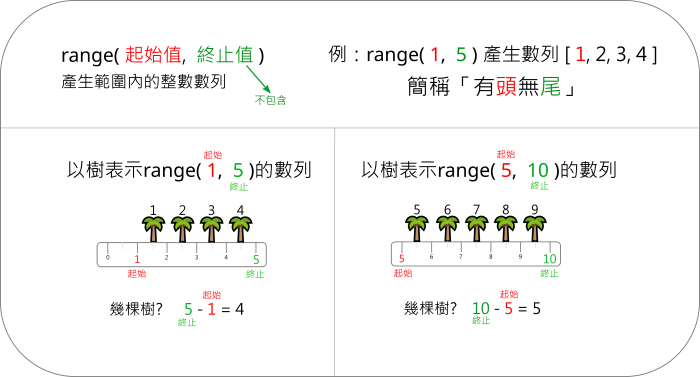 range( 起始值, 終止值 )
產生範圍內的整數數列
不包含
例：range( 1, 5 ) 產生數列 [ 1, 2, 3, 4 ]
簡稱「有頭無尾」
起始
以樹表示range( 1, 5 )的數列
終止
1 2 3 4
0 1 2 3 4 5
起始 終止
起始
幾棵樹? 5 - 1 = 4
終止
起始
以樹表示range( 5, 10 )的數列
終止
5 6 7 8 9
5 6 7 8 9 10
起始 終止
起始
幾棵樹? 10 - 5 = 5
終止